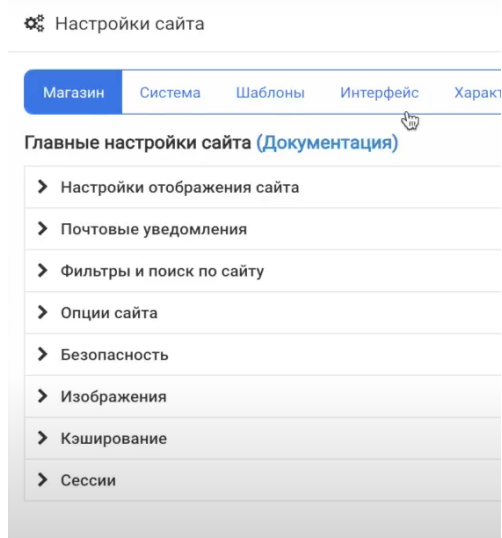 Настройки сайта
Магазин Система Шаблоны Интерфейс
Главные настройки сайта (Документация)
Настройки отображения сайта
Почтовые уведомления
Фильтры и поиск по сайту
Опции сайта
Безопасность
Изображения
Кэширование
Сессии